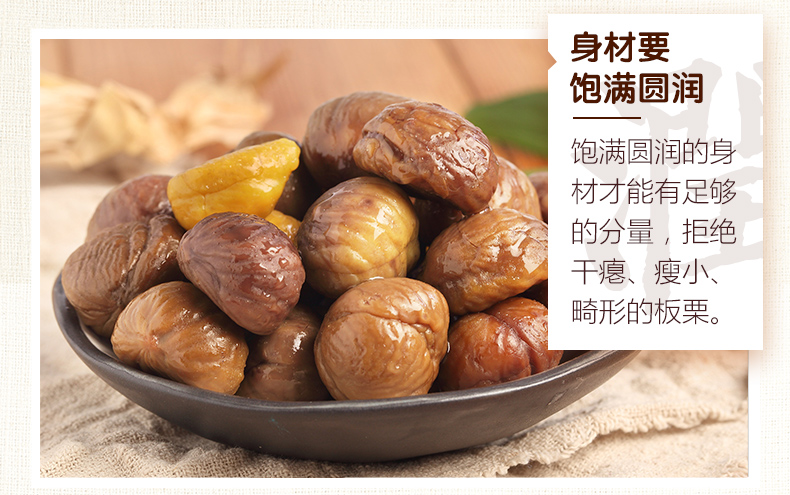 身材要
饱满圆润
饱满圆润的身
材才能有足够
的分量，拒绝
干瘪、瘦小、
畸形的板栗。